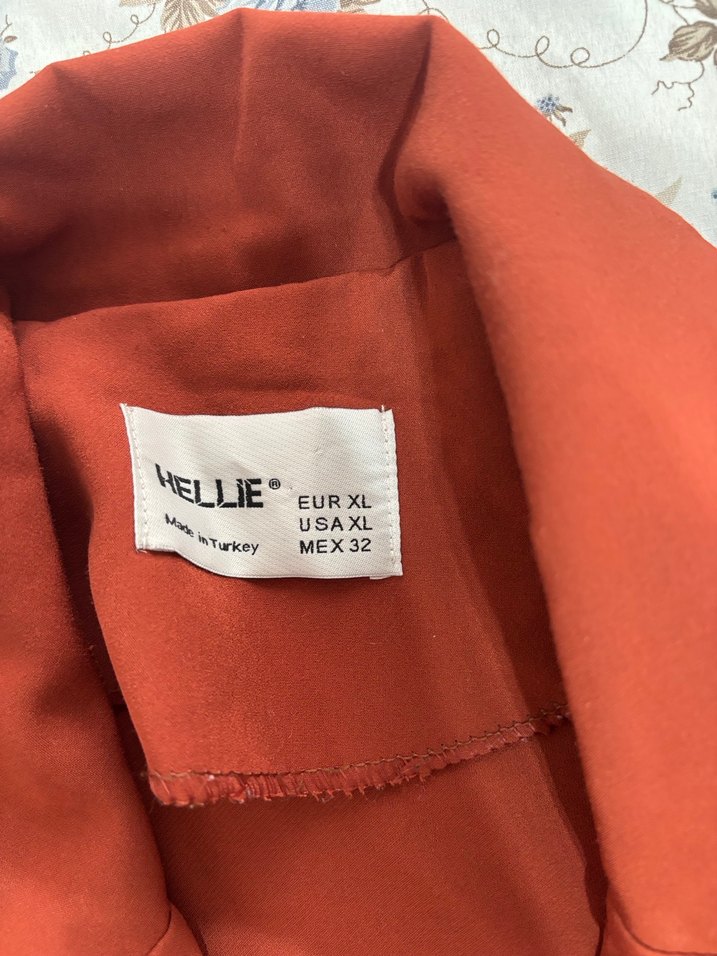 HELLIE®
Made in Turkey
EUR XL
USA XL
MEX 32